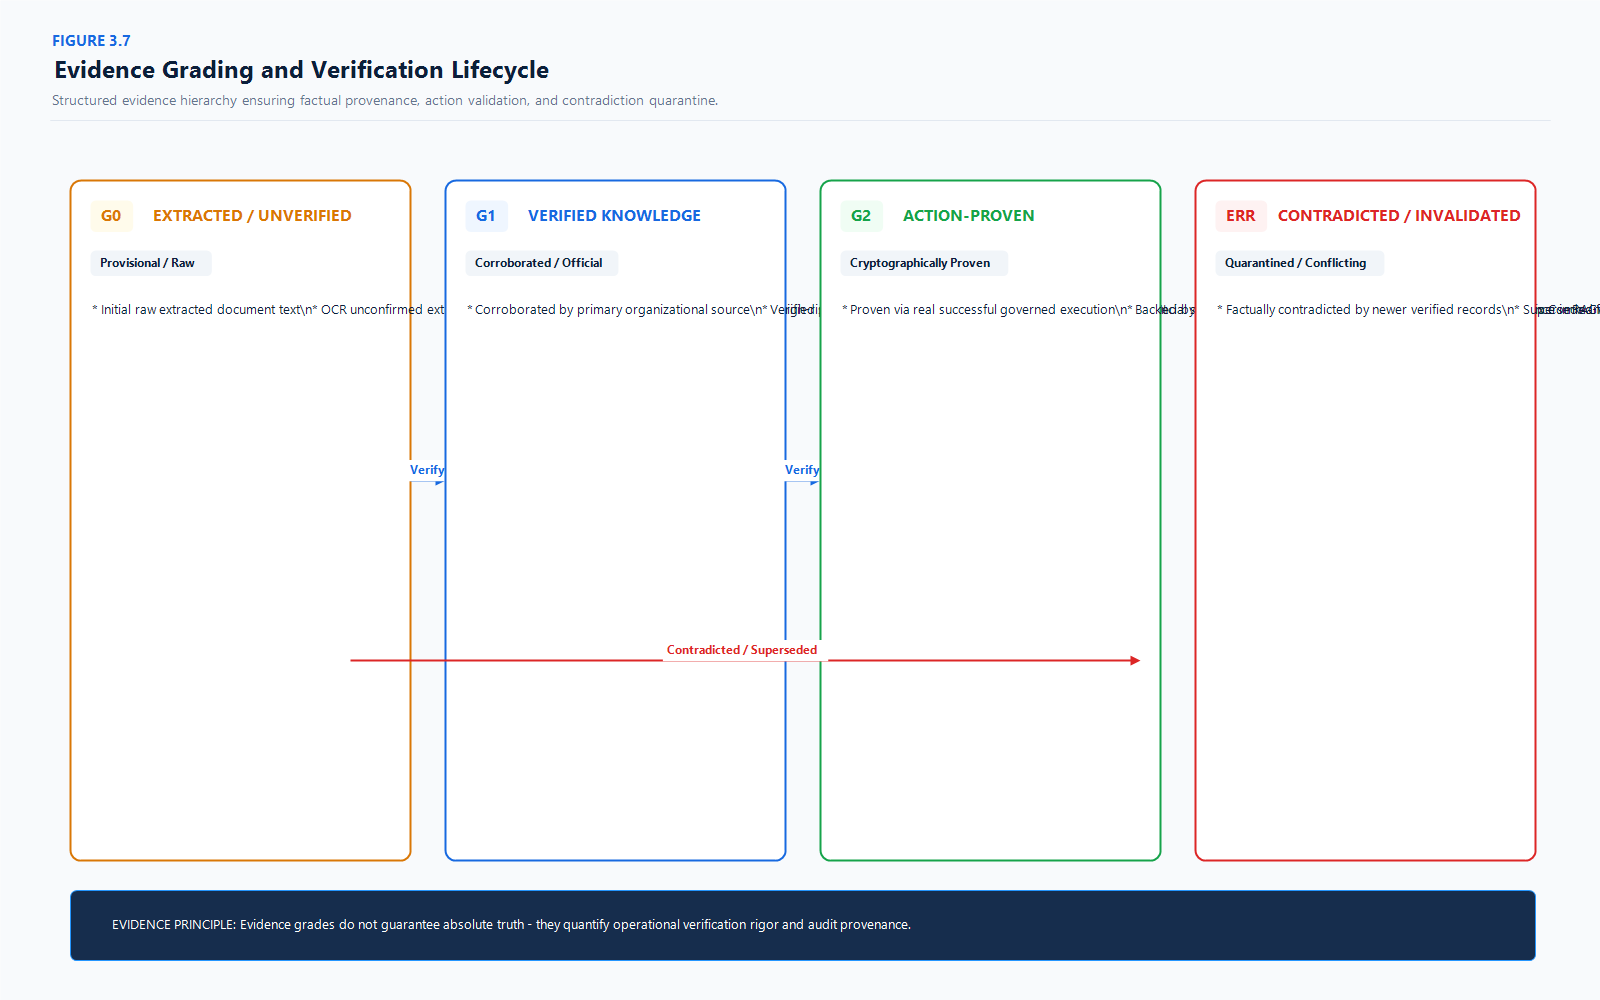 FIGURE 3.7
Evidence Grading and Verification Lifecycle
Structured evidence hierarchy ensuring factual provenance, action validation, and contradiction quarantine.
G0 EXTRACTED / UNVERIFIED
Provisional / Raw
* Initial raw extracted document text\n* OCR unconfirmed ext
G1 VERIFIED KNOWLEDGE
Corroborated / Official
* Corroborated by primary organizational source\n*
G2 ACTION-PROVEN
Cryptographically Proven
* Proven via real successful governed execution\n* Backed by
ERR CONTRADICTED / INVALIDATED
Quarantined / Conflicting
* Factually contradicted by newer verified records\n*
Verify
Verify
Contradicted / Superseded
EVIDENCE PRINCIPLE: Evidence grades do not guarantee absolute truth - they quantify operational verification rigor and audit provenance.